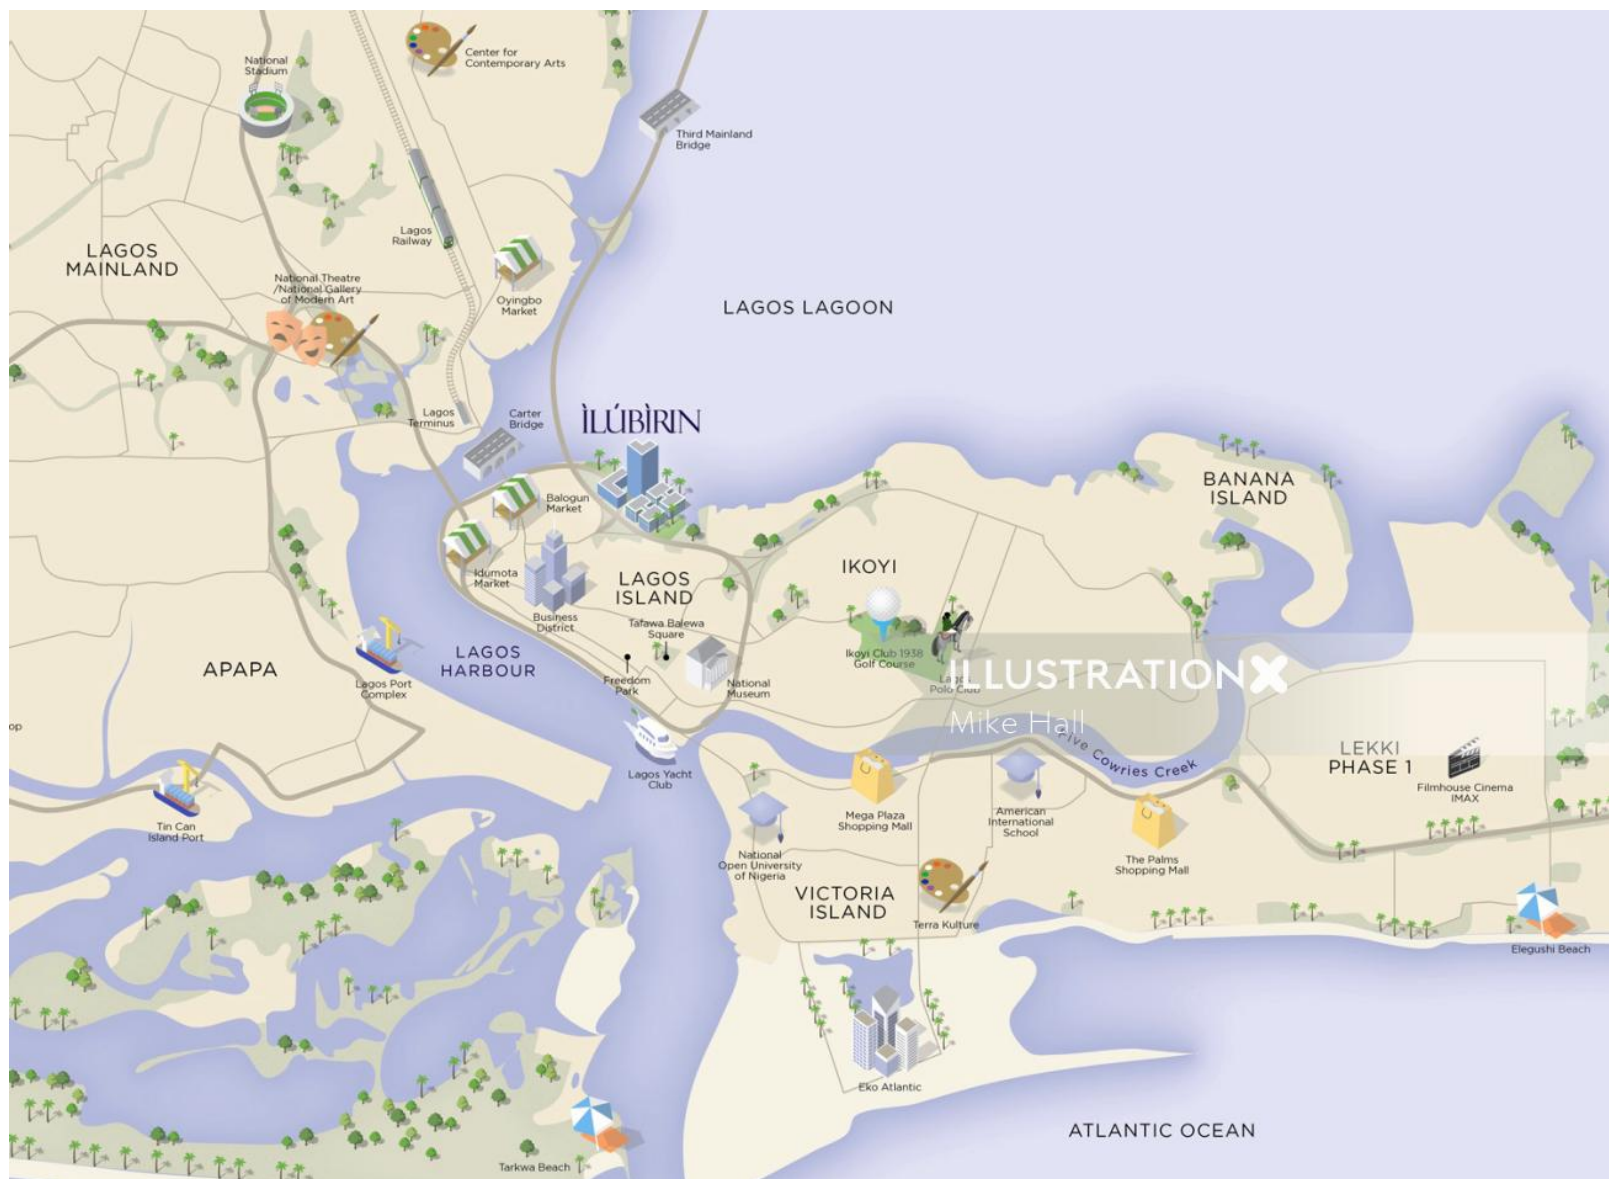 Center for
Contemporary Arts
National
Stadium
Third Mainland
Bridge
Lagos
Railway
LAGOS
MAINLAND
National Theatre
/National Gallery
of Modern Art
Oyingbo
Market
LAGOS LAGOON
Lagos
Terminus
Carter
Bridge
ÌLÚBÌRIN
BANANA
ISLAND
Balogun
Market
Idumota
Market
LAGOS
ISLAND
IKOYI
Business
District
Tafawa Balewa
Square
LAGOS
HARBOUR
APAPA
Lagos Port
Complex
Freedom
Park
National
Museum
Ikoyi Club 1938
Golf Course
Lagos
Polo Club
ILLUSTRATIONX
Mike Hall
op
Five Cowries Creek
LEKKI
PHASE 1
Lagos Yacht
Club
Filmhouse Cinema
IMAX
Tin Can
Island Port
Mega Plaza
Shopping Mall
American
International
School
National
Open University
of Nigeria
The Palms
Shopping Mall
VICTORIA
ISLAND
Terra Kulture
Elegushi Beach
Eko Atlantic
ATLANTIC OCEAN
Tarkwa Beach